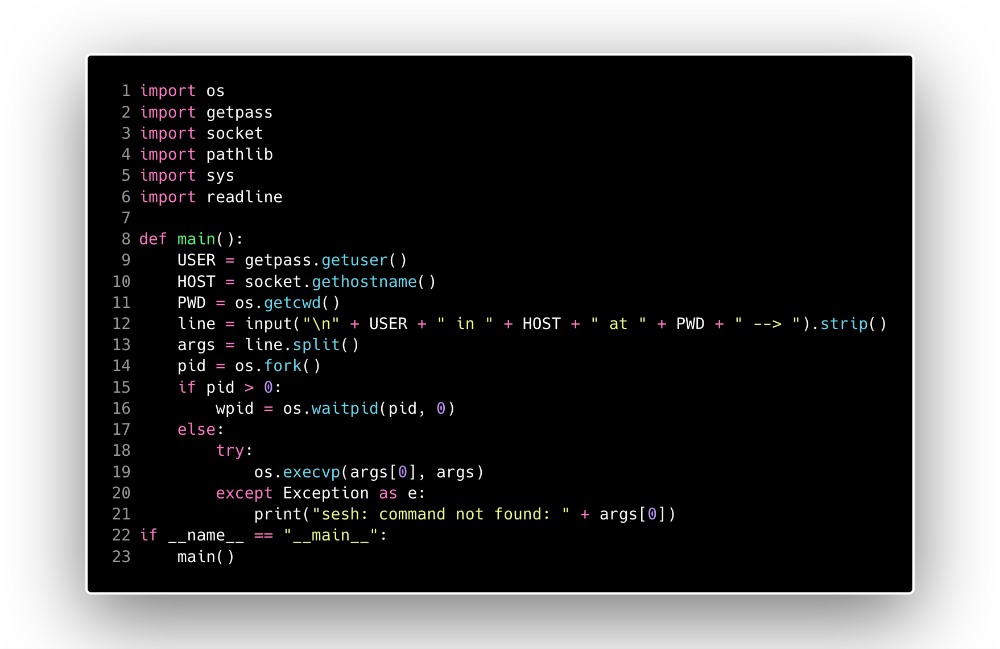 1 import os
2 import getpass
3 import socket
4 import pathlib
5 import sys
6 import readline
7
8 def main():
9     USER = getpass.getuser()
10     HOST = socket.gethostname()
11     PWD = os.getcwd()
12     line = input("\n" + USER + " in " + HOST + " at " + PWD + " --> ").strip()
13     args = line.split()
14     pid = os.fork()
15     if pid > 0:
16         wpid = os.waitpid(pid, 0)
17     else:
18         try:
19             os.execvp(args[0], args)
20         except Exception as e:
21             print("sesh: command not found: " + args[0])
22 if __name__ == "__main__":
23     main()